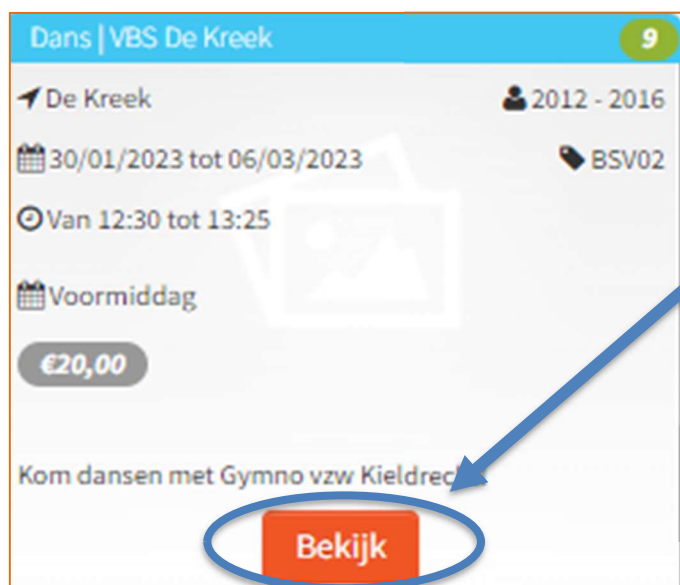 Dans | VBS De Kreek 9
De Kreek 2012 - 2016
30/01/2023 tot 06/03/2023 BSV02
Van 12:30 tot 13:25
Voormiddag
€20,00
Kom dansen met Gymno vzw
Bekijk